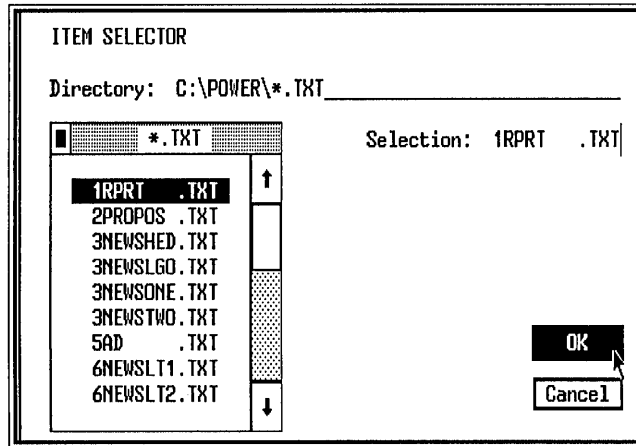 ITEM SELECTOR
Directory: C:\POWER\*.TXT
*.TXT
Selection: 1RPRT .TXT
1RPRT .TXT
2PROPOS .TXT
3NEWSHED.TXT
3NEWSLGO.TXT
3NEWSONE.TXT
3NEWSTWO.TXT
5AD .TXT
6NEWSLT1.TXT
6NEWSLT2.TXT
OK
Cancel